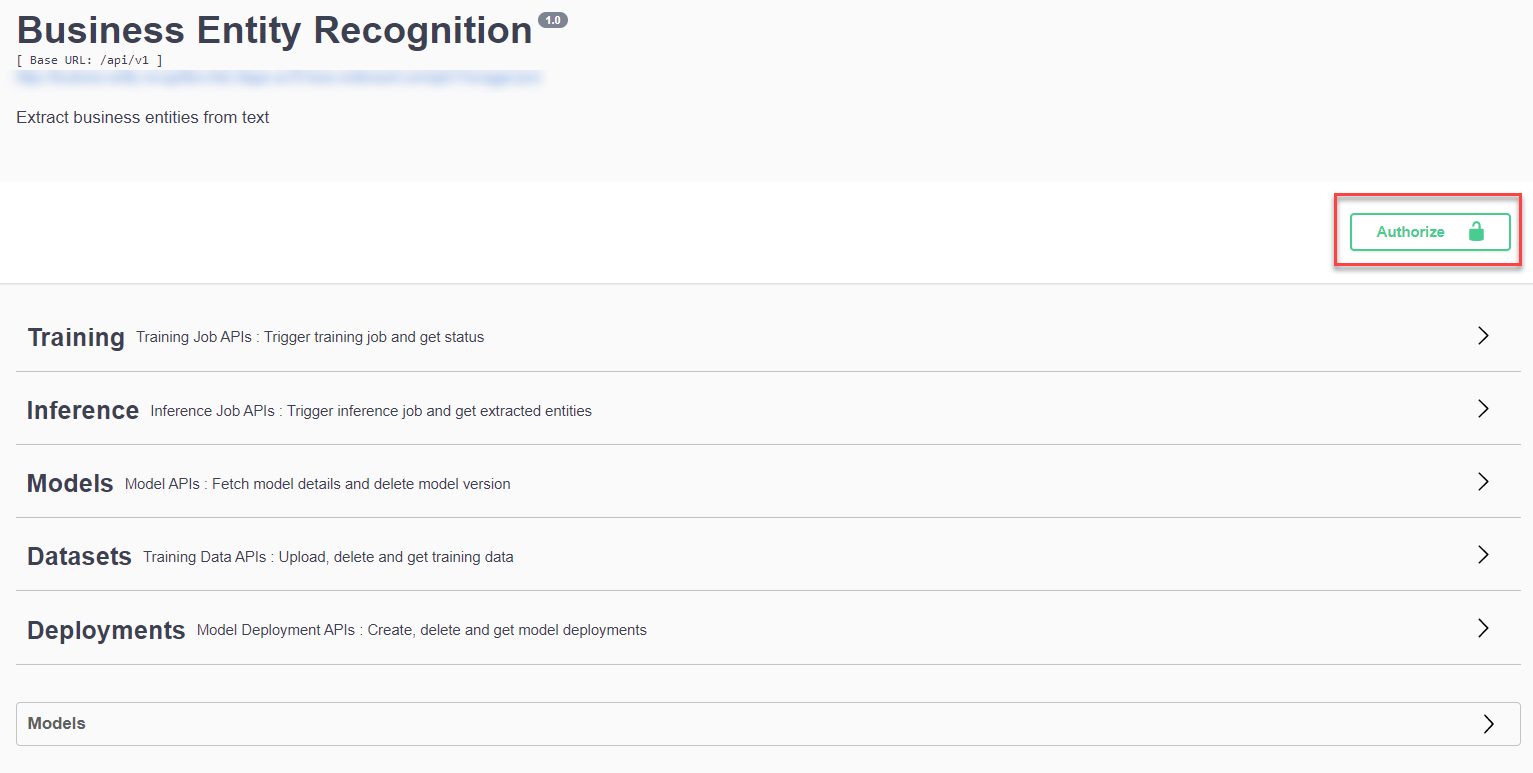 Business Entity Recognition 1.0
[ Base URL: /api/v1 ]
Extract business entities from text
Authorize
Training Training Job APIs : Trigger training job and get status
Inference Inference Job APIs : Trigger inference job and get extracted entities
Models Model APIs : Fetch model details and delete model version
Datasets Training Data APIs : Upload, delete and get training data
Deployments Model Deployment APIs : Create, delete and get model deployments
Models